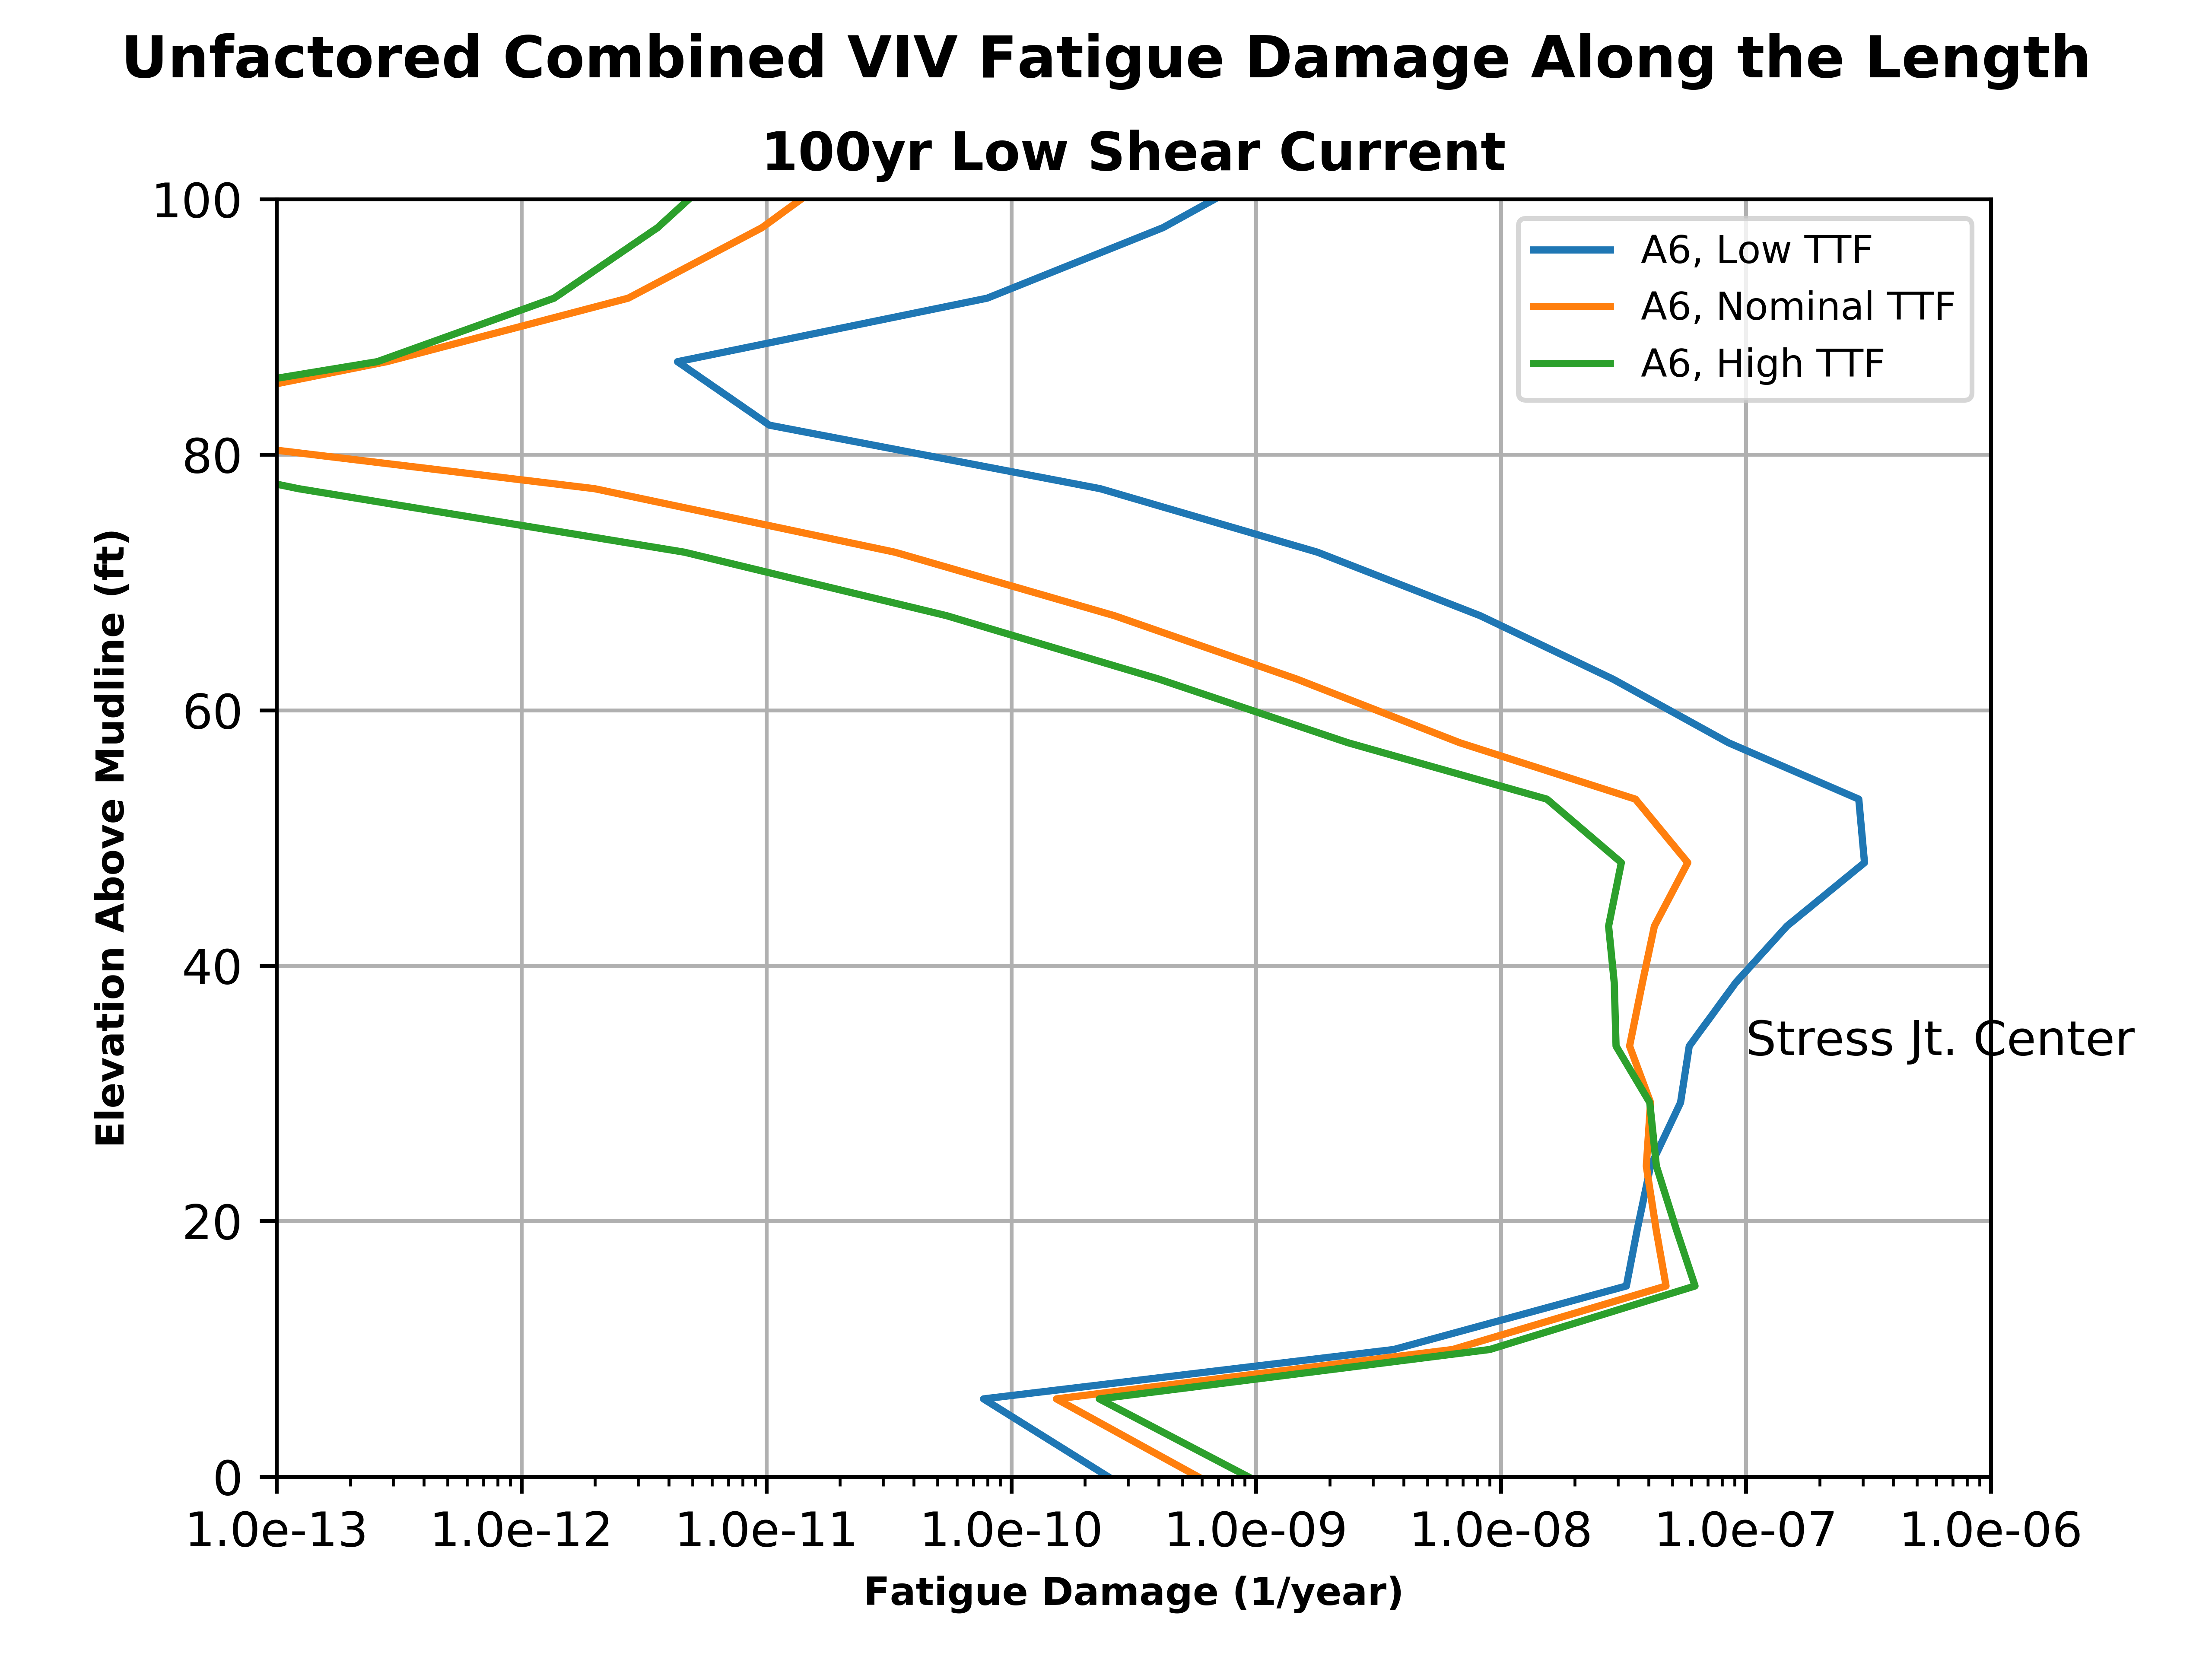 Unfactored Combined VIV Fatigue Damage Along the Length
100yr Low Shear Current
A6, Low TTF
A6, Nominal TTF
A6, High TTF
Elevation Above Mudline (ft)
100
80
60
40
20
0
Stress Jt. Center
1.0e-13 1.0e-12 1.0e-11 1.0e-10 1.0e-09 1.0e-08 1.0e-07 1.0e-06
Fatigue Damage (1/year)